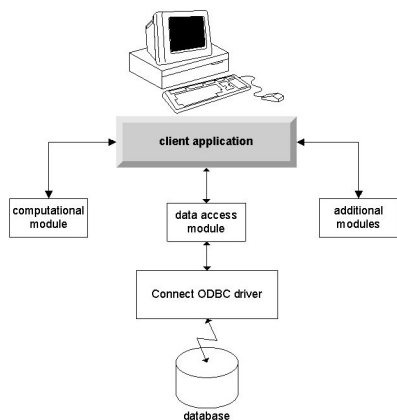 client application
computational
module
data access
module
additional
modules
Connect ODBC driver
database